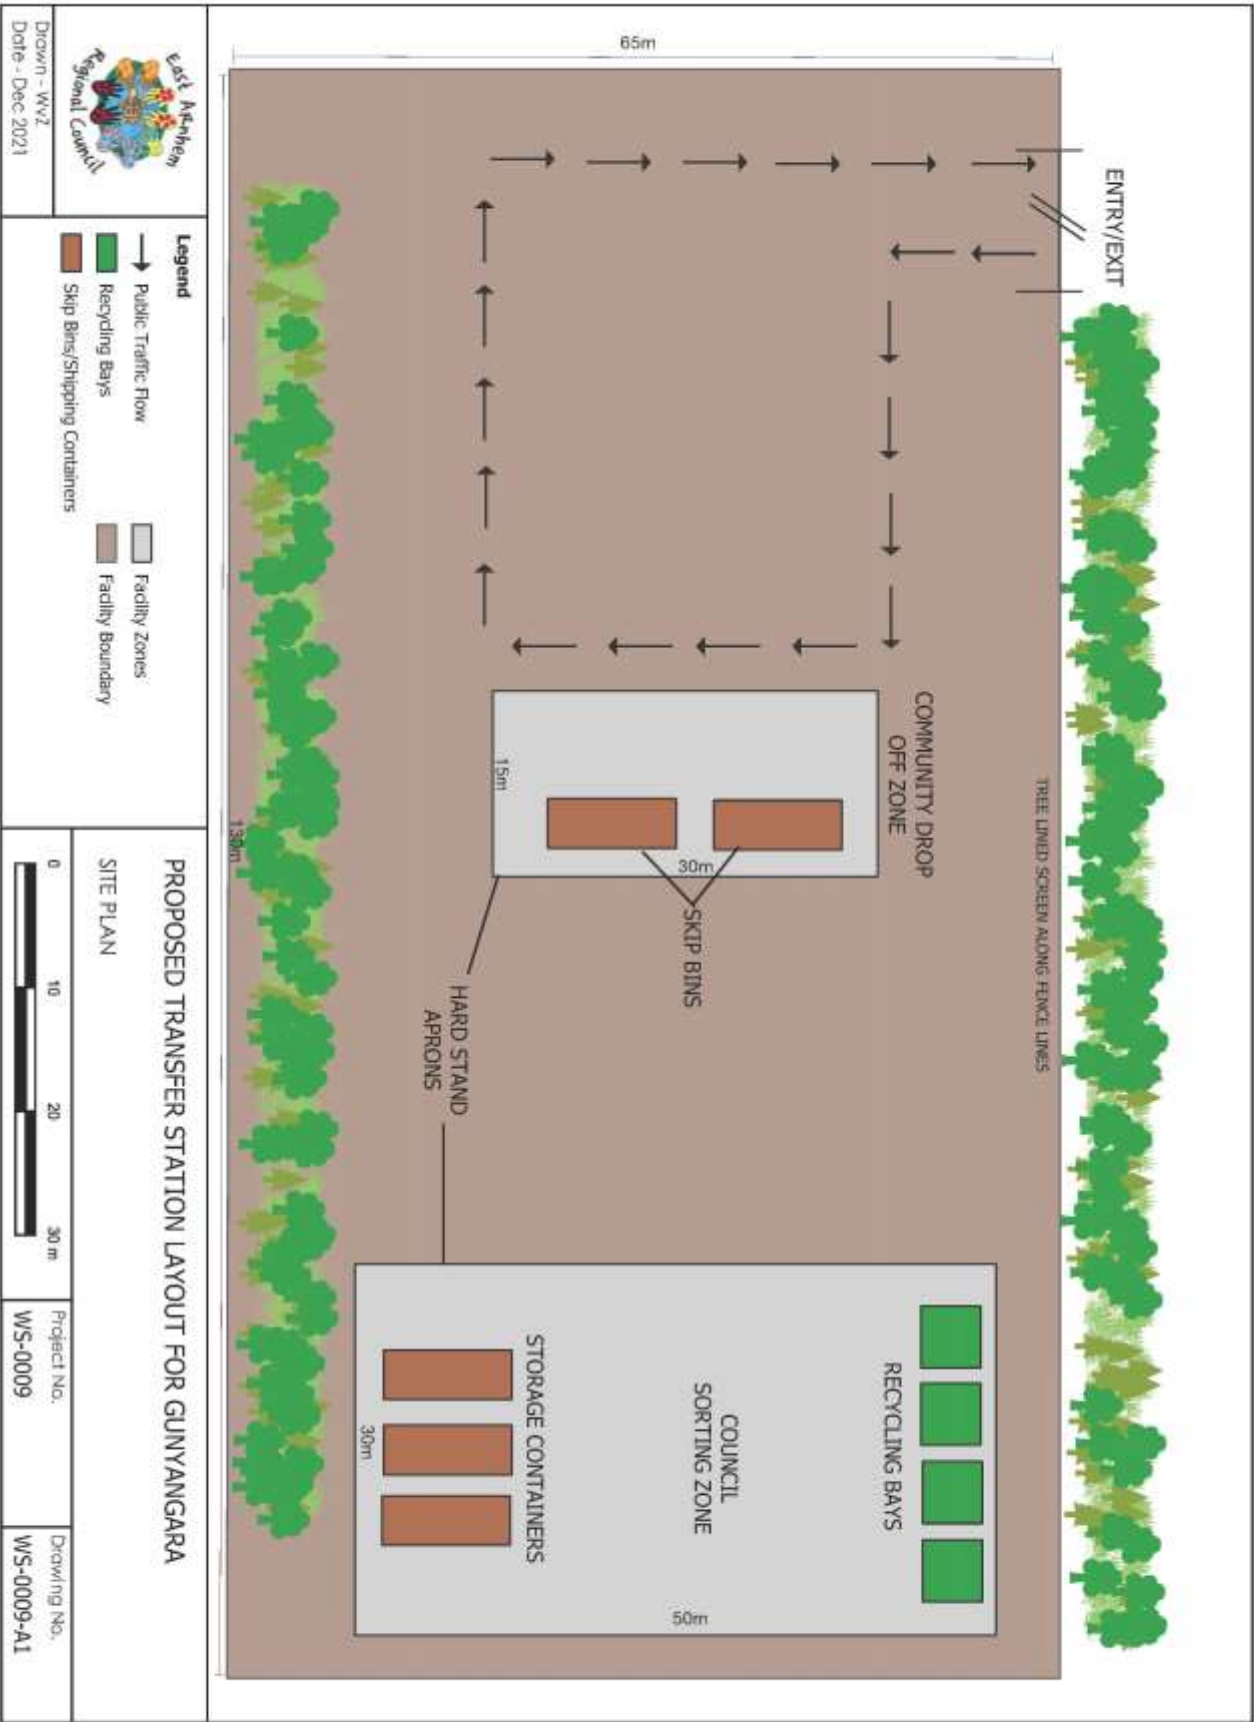 ENTRY/EXIT
65m
TREE LINED SCREEN ALONG FENCE LINES
COMMUNITY DROP
OFF ZONE
30m
15m
SKIP BINS
HARD STAND
APRONS
RECYCLING BAYS
COUNCIL
SORTING ZONE
50m
STORAGE CONTAINERS
30m
130m
East Arnhem
Regional Council
Drawn - WvZ
Date - Dec 2021
Legend
Public Traffic Flow
Recycling Bays
Skip Bins/Shipping Containers
Facility Zones
Facility Boundary
PROPOSED TRANSFER STATION LAYOUT FOR GUNYANGARA
SITE PLAN
0 10 20 30 m
Project No.
WS-0009
Drawing No.
WS-0009-A1